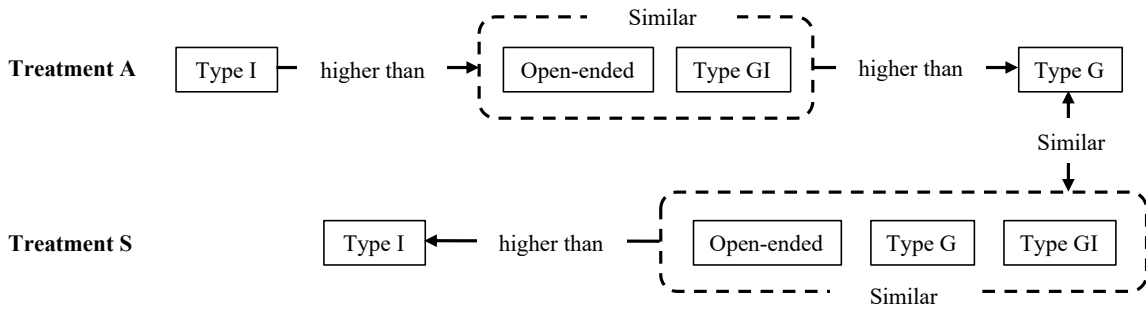 Similar
Treatment A Type I higher than Open-ended Type GI higher than Type G
Similar
Treatment S Type I higher than Open-ended Type G Type GI
Similar